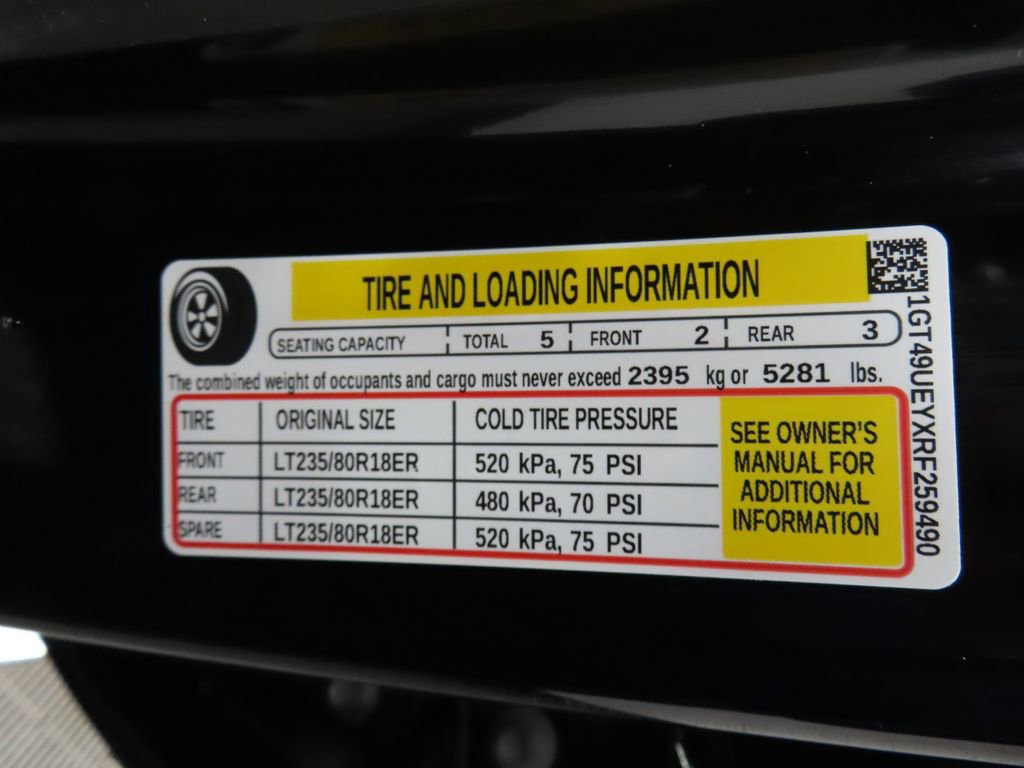 TIRE AND LOADING INFORMATION
SEATING CAPACITY TOTAL 5 FRONT 2 REAR 3
The combined weight of occupants and cargo must never exceed 2395 kg or 5281 lbs.
TIRE ORIGINAL SIZE COLD TIRE PRESSURE
FRONT LT235/80R18ER 520 kPa, 75 PSI
REAR LT235/80R18ER 480 kPa, 70 PSI
SPARE LT235/80R18ER 520 kPa, 75 PSI
SEE OWNER'S
MANUAL FOR
ADDITIONAL
INFORMATION
1GT49UEYXRF259490